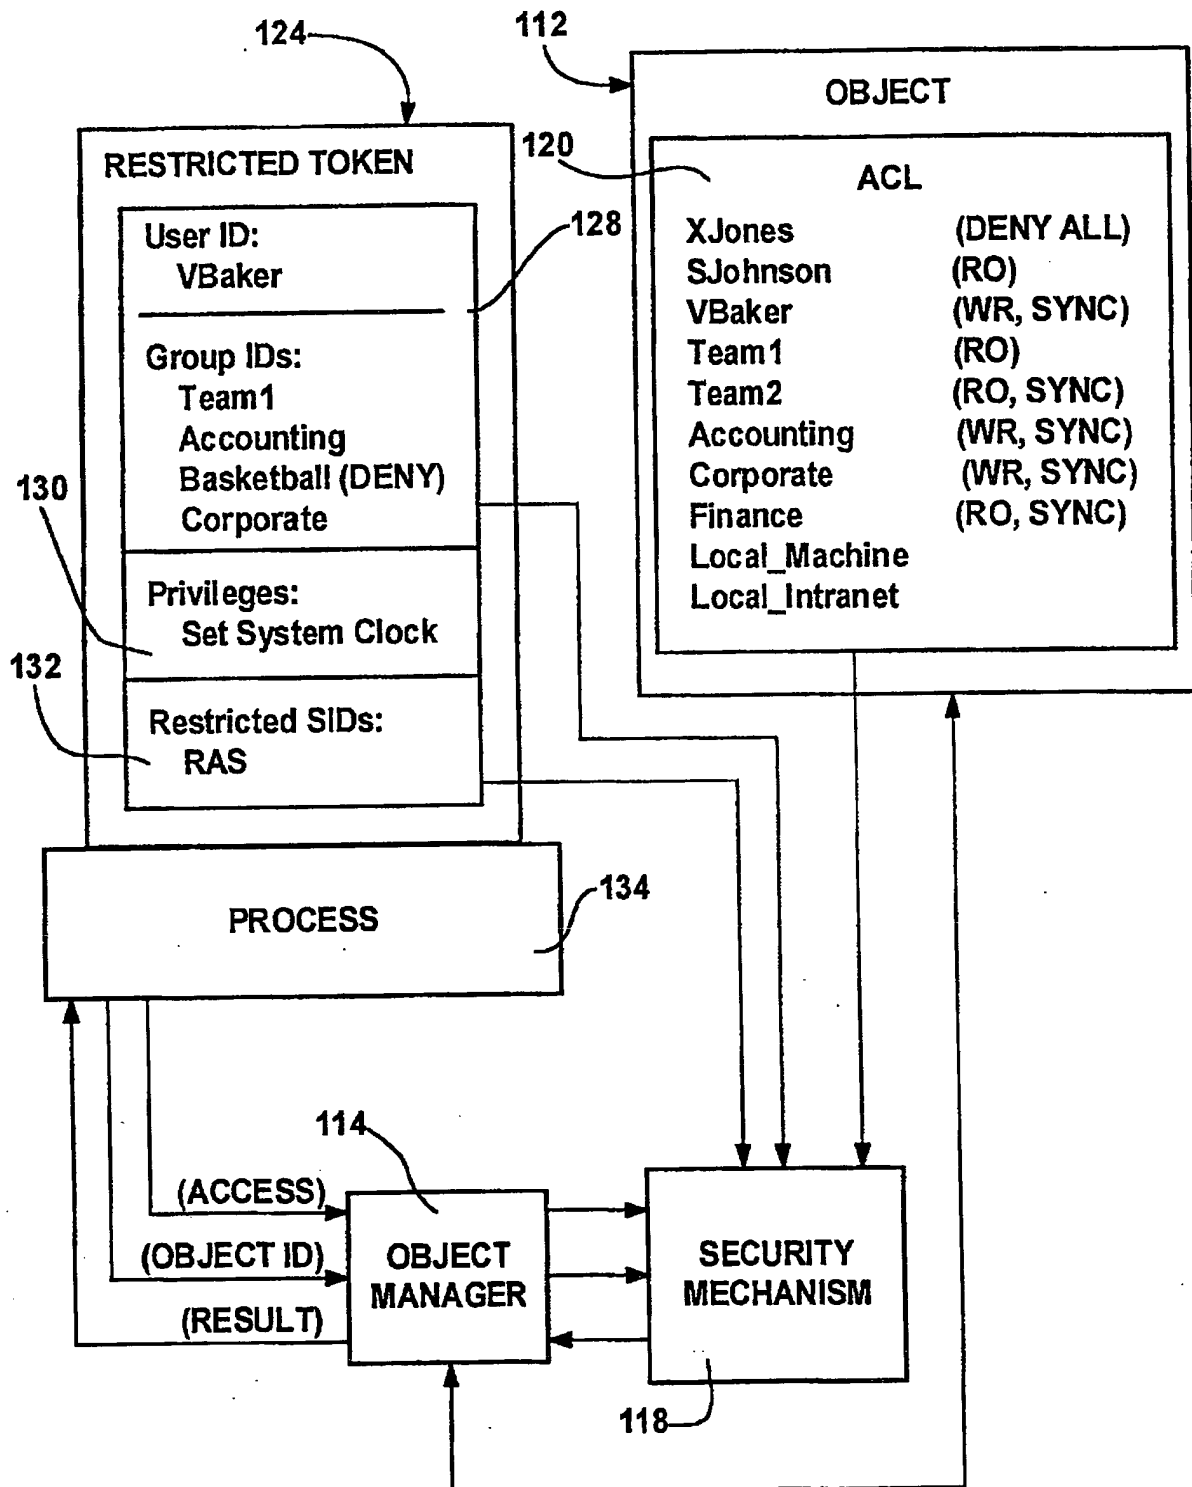 124
112
OBJECT
RESTRICTED TOKEN
120
ACL
User ID:
VBaker
128
Group IDs:
Team1
Accounting
Basketball (DENY)
Corporate
130
Privileges:
Set System Clock
132
Restricted SIDs:
RAS
XJones (DENY ALL)
SJohnson (RO)
VBaker (WR, SYNC)
Team1 (RO)
Team2 (RO, SYNC)
Accounting (WR, SYNC)
Corporate (WR, SYNC)
Finance (RO, SYNC)
Local_Machine
Local_Intranet
PROCESS
134
114
(ACCESS)
(OBJECT ID)
(RESULT)
OBJECT
MANAGER
SECURITY
MECHANISM
118